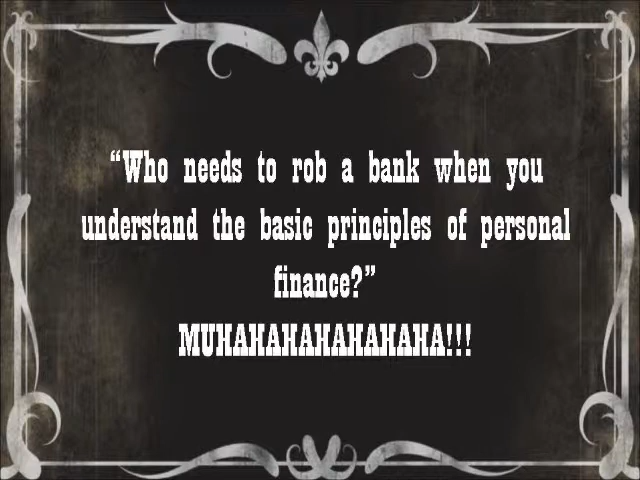 “Who needs to rob a bank when you
understand the basic principles of personal
finance?”
MUHAHAHAHAHAHAHA!!!